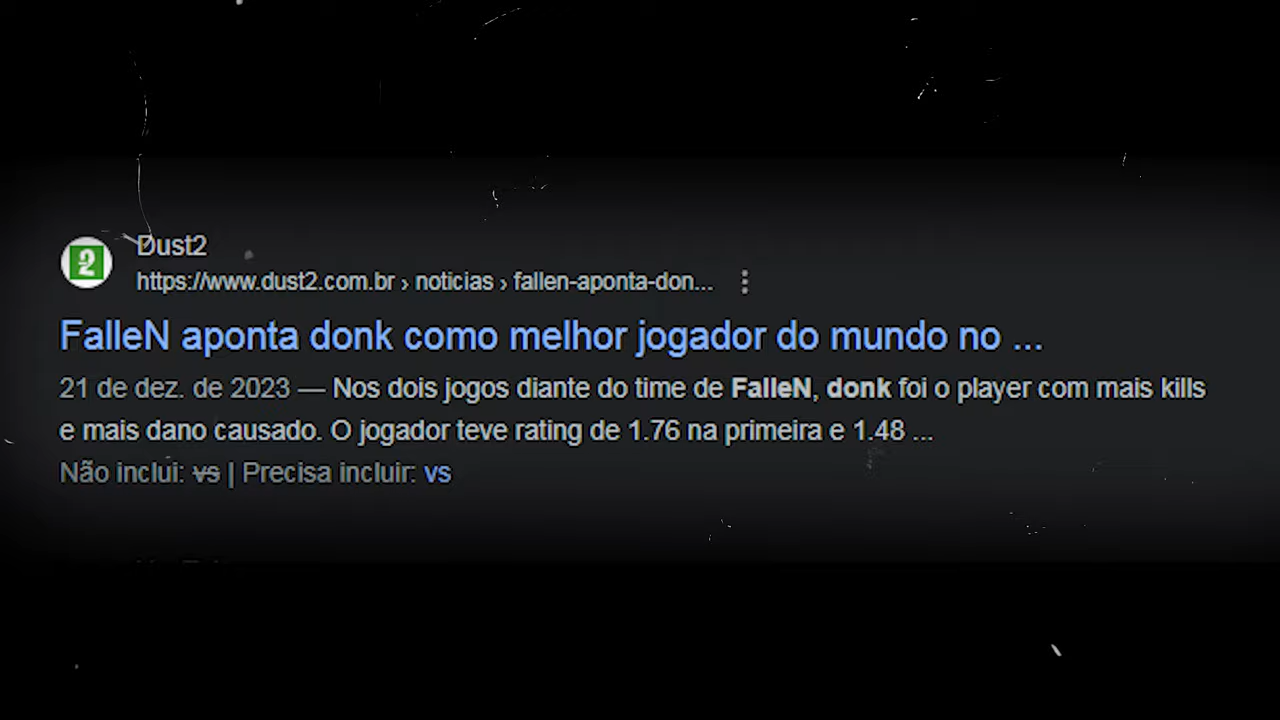 2
Dust2
https://www.dust2.com.br › noticias › fallen-aponta-don...
FalleN aponta donk como melhor jogador do mundo no ...
21 de dez. de 2023 — Nos dois jogos diante do time de FalleN, donk foi o player com mais kills
e mais dano causado. O jogador teve rating de 1.76 na primeira e 1.48 ...
Não inclui: vs | Precisa incluir: vs